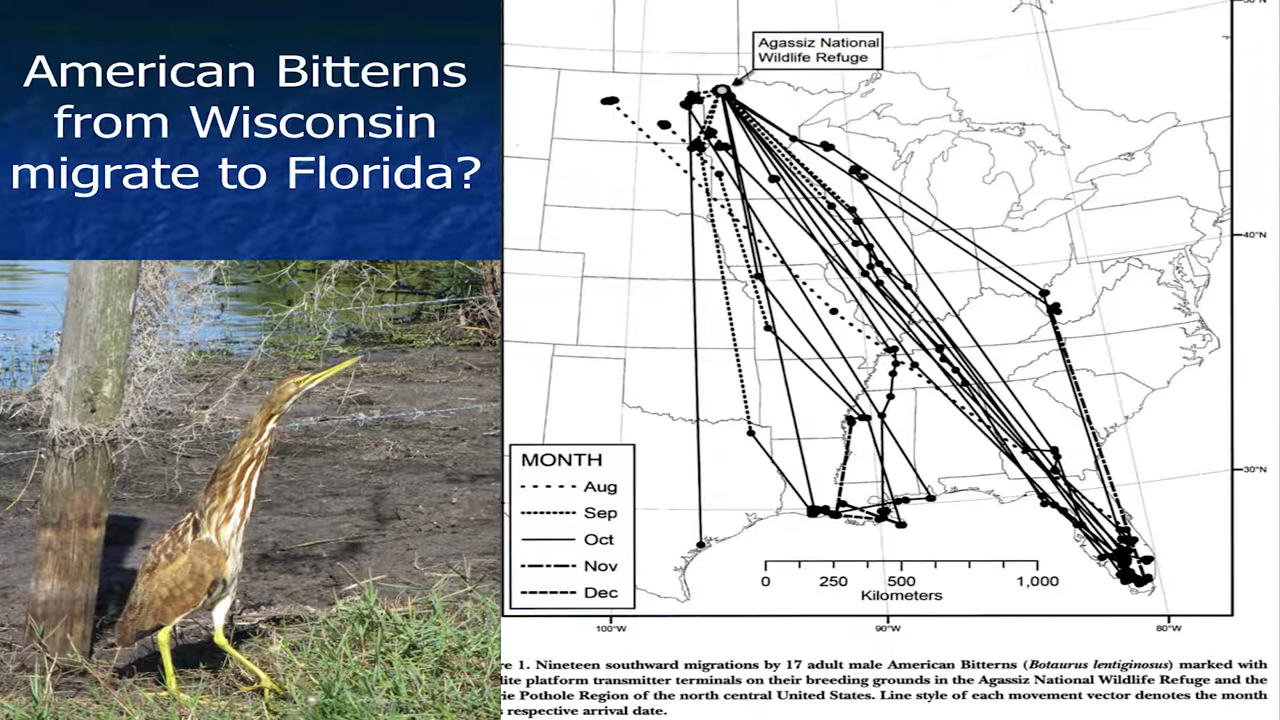 American Bitterns
from Wisconsin
migrate to Florida?
Agassiz National
Wildlife Refuge
40°N
30°N
MONTH
Aug
Sep
Oct
Nov
Dec
0 250 500 1,000
Kilometers
100°W 90°W 80°W
re 1. Nineteen southward migrations by 17 adult male American Bitterns (Botaurus lentiginosus) marked with
lite platform transmitter terminals on their breeding grounds in the Agassiz National Wildlife Refuge and the
rie Pothole Region of the north central United States. Line style of each movement vector denotes the month
respective arrival date.